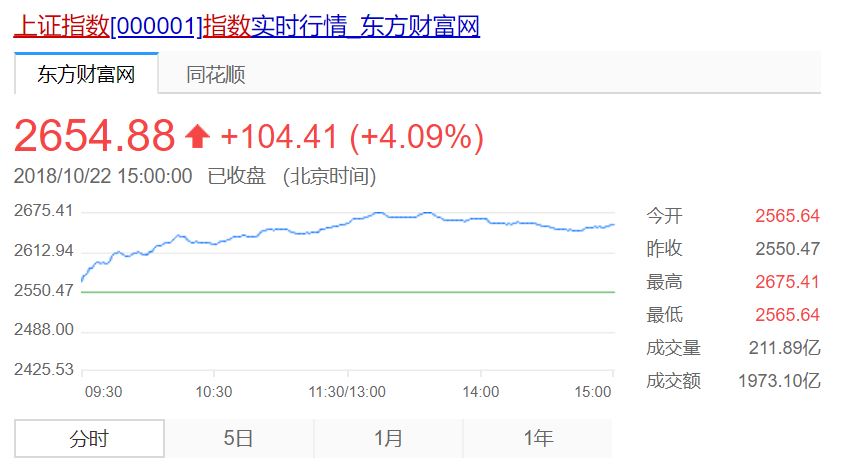 上证指数[000001]指数实时行情_东方财富网
东方财富网 同花顺
2654.88 +104.41 (+4.09%)
2018/10/22 15:00:00 已收盘 (北京时间)
2675.41
2612.94
2550.47
2488.00
2425.53
09:30 10:30 11:30/13:00 14:00 15:00
今开 2565.64
昨收 2550.47
最高 2675.41
最低 2565.64
成交量 211.89亿
成交额 1973.10亿
分时 5日 1月 1年